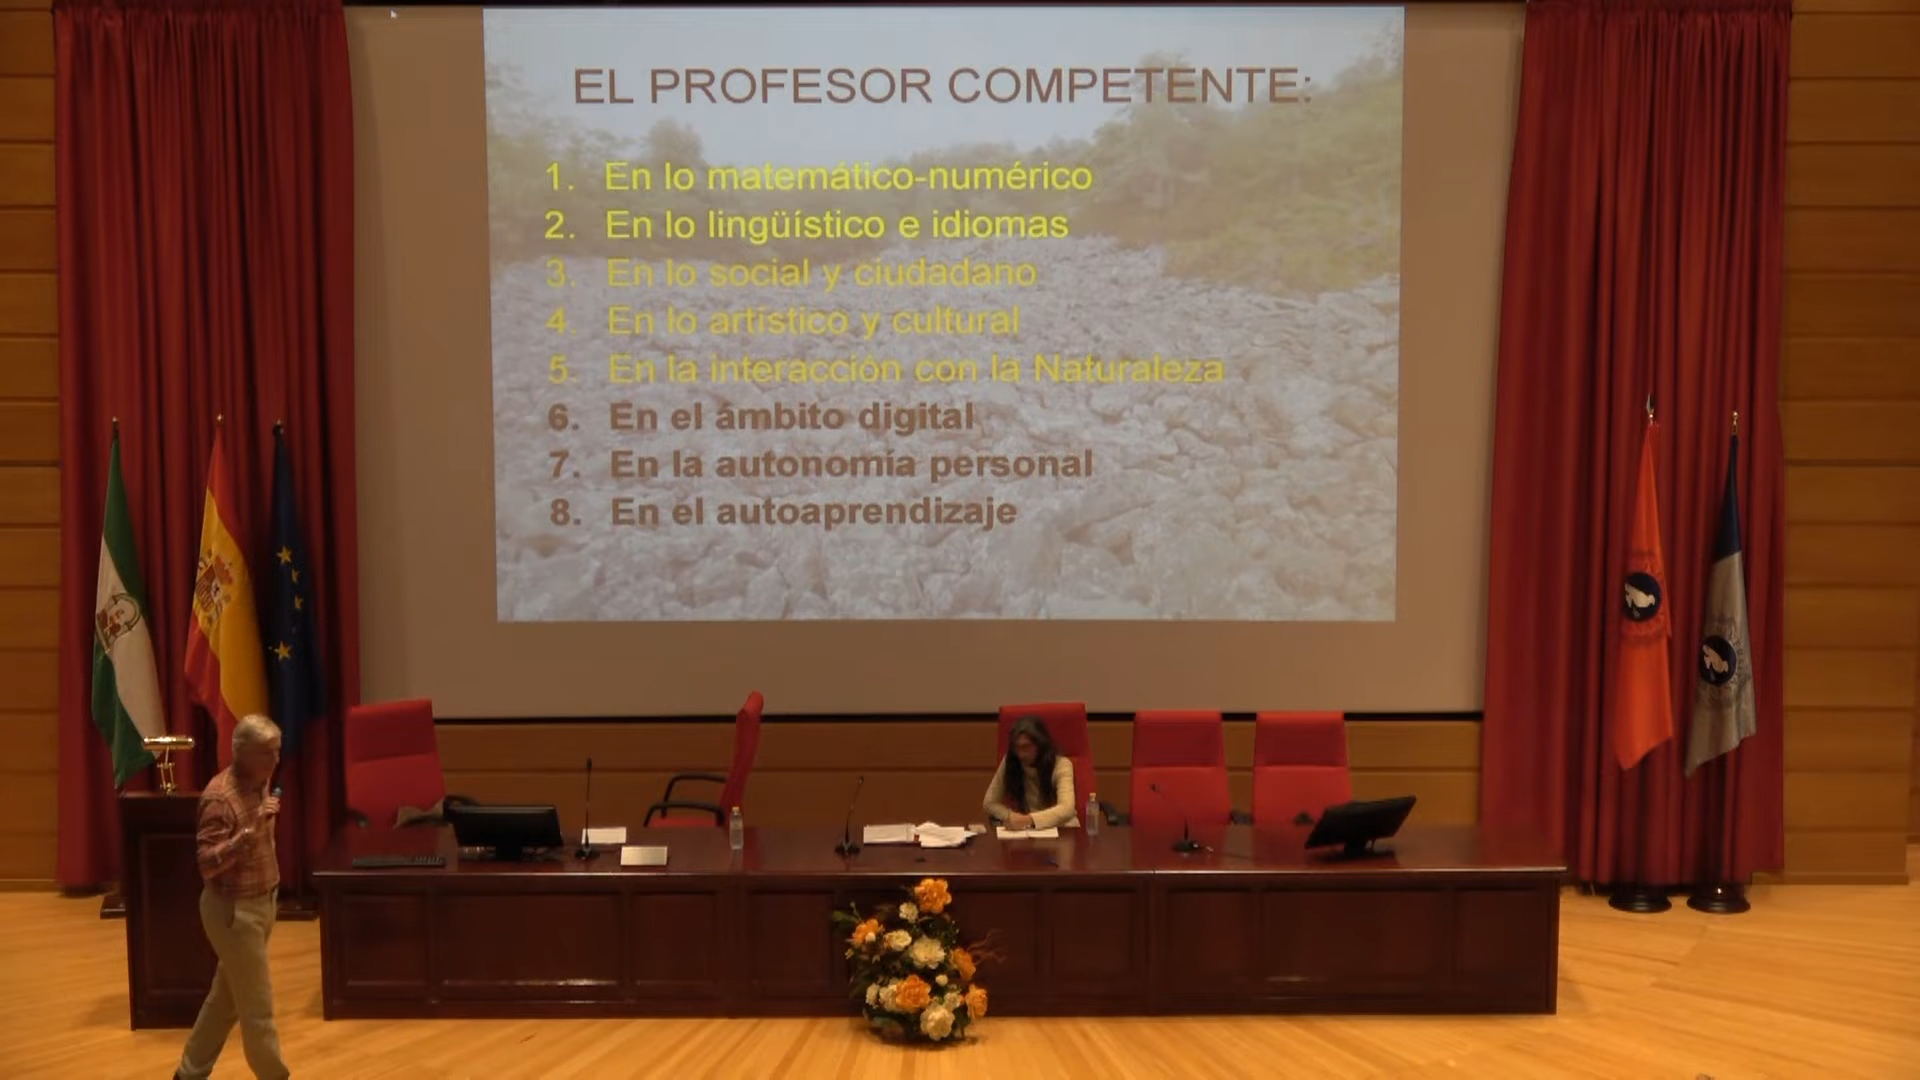 EL PROFESOR COMPETENTE:
1. En lo matemático-numérico
2. En lo lingüístico e idiomas
3. En lo social y ciudadano
4. En lo artístico y cultural
5. En la interacción con la Naturaleza
6. En el ámbito digital
7. En la autonomía personal
8. En el autoaprendizaje